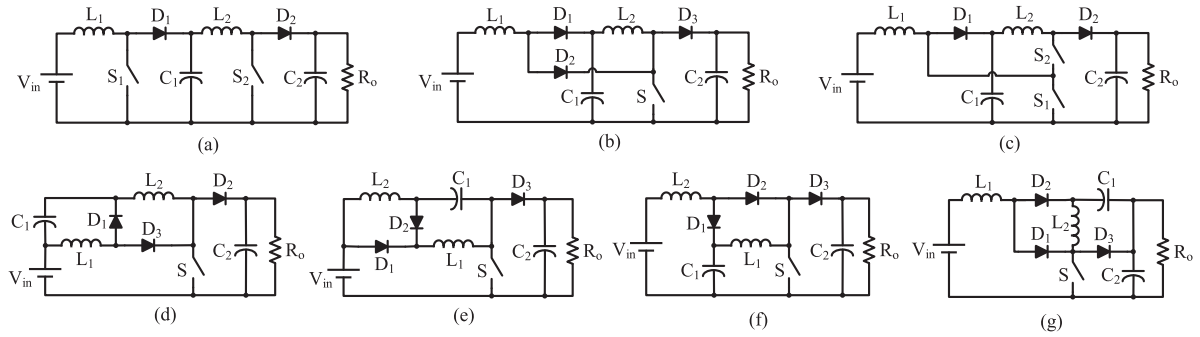 L₁ D₁ L₂ D₂
Vin S₁ C₁ S₂ C₂ Ro
(a)
L₁ D₁ L₂ D₃
D₂
Vin C₁ S C₂ Ro
(b)
L₁ D₁ L₂ D₂
S₂
Vin C₁ S₁ C₂ Ro
(c)
L₂ D₂
C₁ D₁ D₃
L₁ C₂ Ro
Vin S
(d)
L₂ C₁ D₃
D₂
L₁ C₂ Ro
Vin D₁ S
(e)
L₂ D₂ D₃
D₁
Vin L₁ C₂ Ro
C₁ S
(f)
L₁ D₂ C₁
L₂
D₁ D₃
Vin S C₂ Ro
(g)